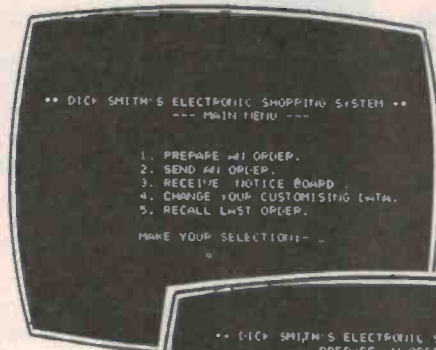 •• DICK SMITH'S ELECTRONIC SHOPPING SYSTEM ••
--- MAIN MENU ---
1. PREPARE AN ORDER.
2. SEND AN ORDER.
3. RECEIVE NOTICE BOARD.
4. CHANGE YOUR CUSTOMISING DATA.
5. RECALL LAST ORDER.
MAKE YOUR SELECTION:- _
•• DICK SMITH'S ELECTRONIC